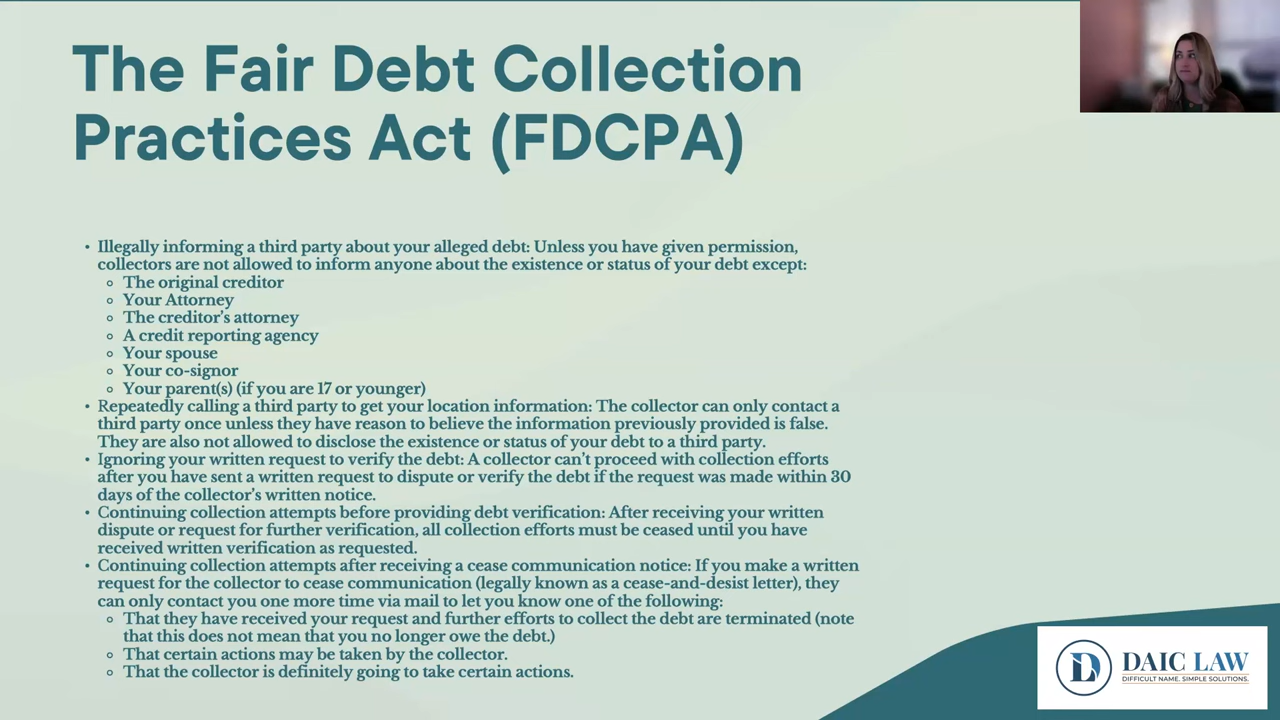 The Fair Debt Collection
Practices Act (FDCPA)
• Illegally informing a third party about your alleged debt: Unless you have given permission,
collectors are not allowed to inform anyone about the existence or status of your debt except:
◦ The original creditor
◦ Your Attorney
◦ The creditor's attorney
◦ A credit reporting agency
◦ Your spouse
◦ Your co-signor
◦ Your parent(s) (if you are 17 or younger)
• Repeatedly calling a third party to get your location information: The collector can only contact a
third party once unless they have reason to believe the information previously provided is false.
They are also not allowed to disclose the existence or status of your debt to a third party.
• Ignoring your written request to verify the debt: A collector can't proceed with collection efforts
after you have sent a written request to dispute or verify the debt if the request was made within 30
days of the collector's written notice.
• Continuing collection attempts before providing debt verification: After receiving your written
dispute or request for further verification, all collection efforts must be ceased until you have
received written verification as requested.
• Continuing collection attempts after receiving a cease communication notice: If you make a written
request for the collector to cease communication (legally known as a cease-and-desist letter), they
can only contact you one more time via mail to let you know one of the following:
◦ That they have received your request and further efforts to collect the debt are terminated (note
that this does not mean that you no longer owe the debt.)
◦ That certain actions may be taken by the collector.
◦ That the collector is definitely going to take certain actions.
DAIC LAW
DIFFICULT NAME. SIMPLE SOLUTIONS.